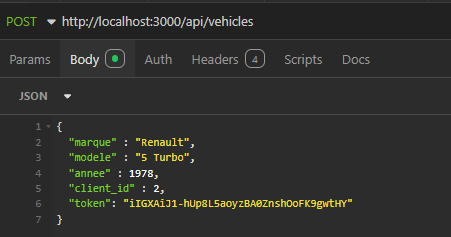 POST http://localhost:3000/api/vehicles
Params Body Auth Headers 4 Scripts Docs
JSON
1 {
2 "marque" : "Renault",
3 "modele" : "5 Turbo",
4 "annee" : 1978,
5 "client_id" : 2,
6 "token": "iIGXAiJ1-hUp8L5aoyzBA0ZnshOoFK9gwtHY"
7 }